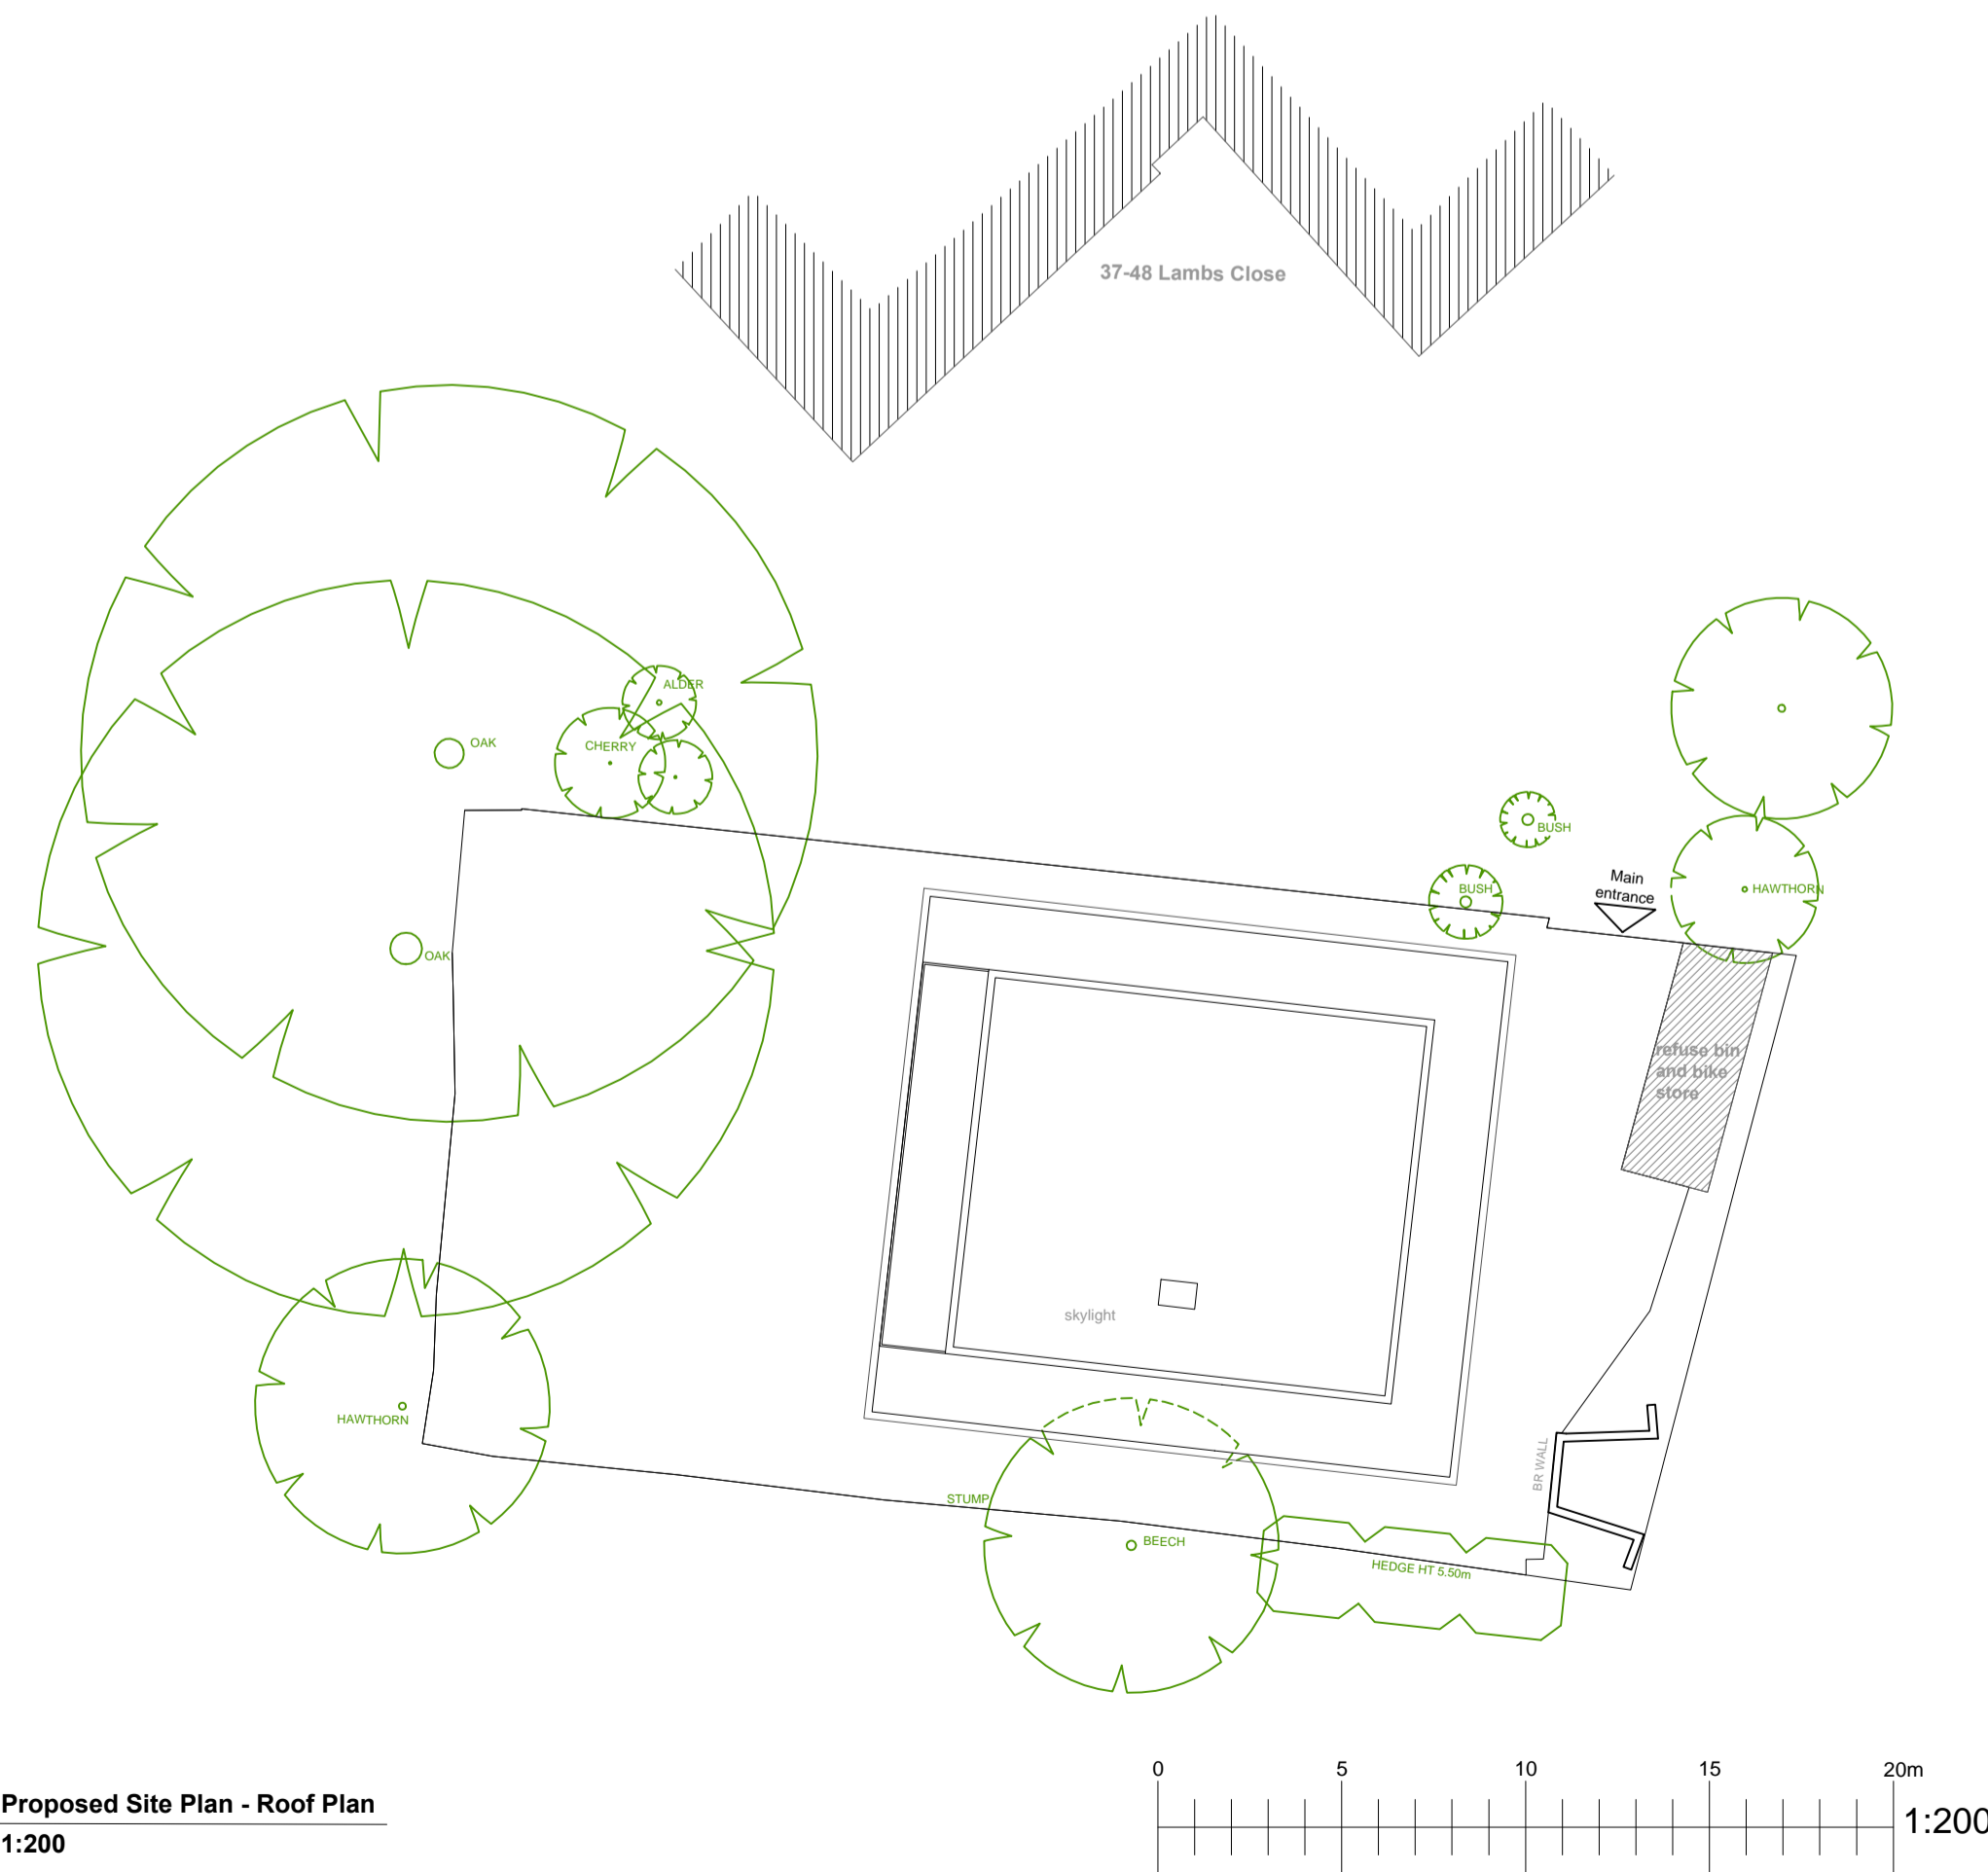 37-48 Lambs Close
ALDER
OAK
CHERRY
BUSH
BUSH
Main
entrance
HAWTHORN
OAK
refuse bin
and bike
store
skylight
HAWTHORN
BR WALL
STUMP
BEECH
HEDGE HT 5.50m
0 5 10 15 20m
1:200
Proposed Site Plan - Roof Plan
1:200